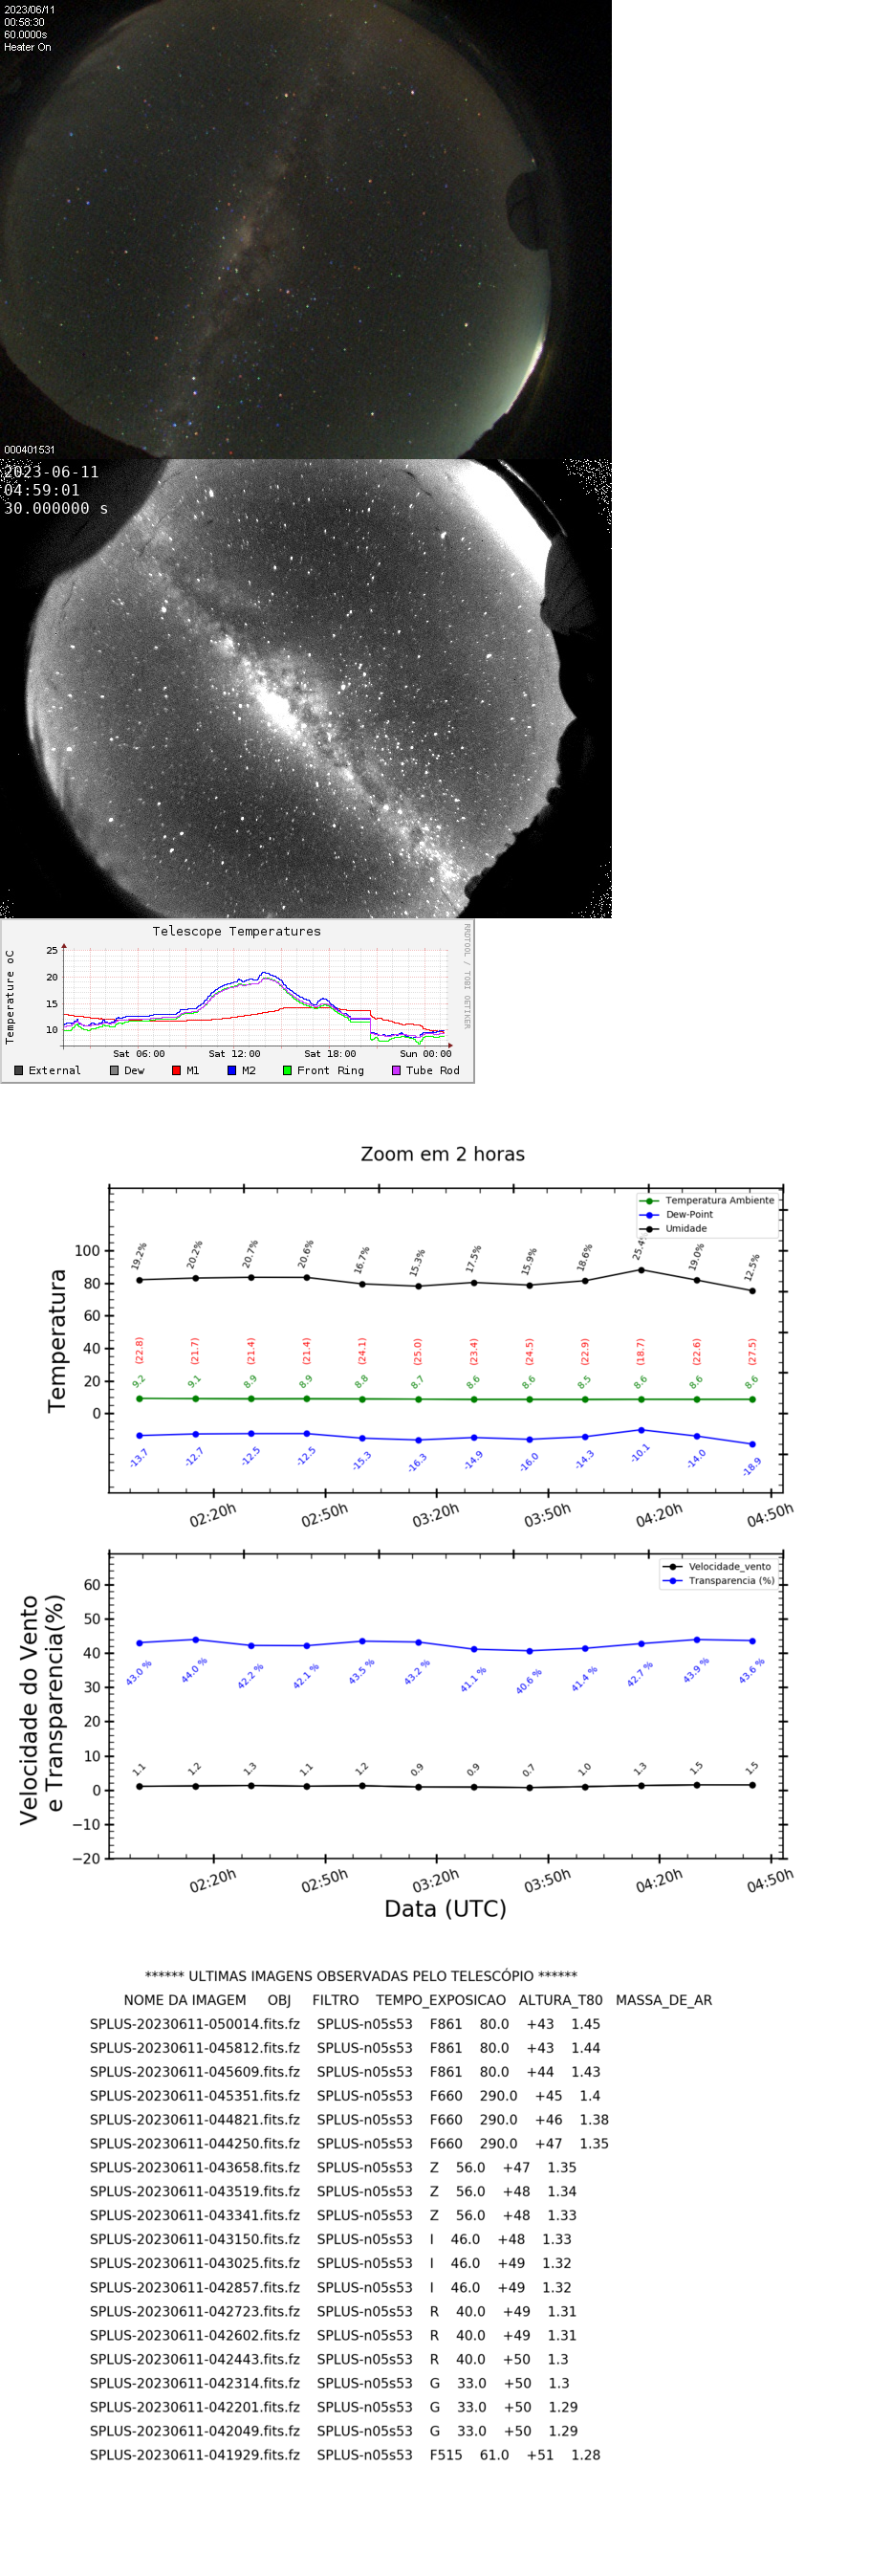 2023/06/11
00:58:30
60.0000s
Heater On
000401531
2023-06-11
04:59:01
30.000000 s
Telescope Temperatures
RRDTOOL / TOBI OETIKER
Temperature oC
25
20
15
10
Sat 06:00 Sat 12:00 Sat 18:00 Sun 00:00
External Dew M1 M2 Front Ring Tube Rod
Zoom em 2 horas
Temperatura Ambiente
Dew-Point
Umidade
Temperatura
100
80
60
40
20
0
19.2% 20.2% 20.7% 20.6% 16.7% 15.3% 17.5% 15.9% 18.6% 25.4 19.0% 12.5%
(22.8) (21.7) (21.4) (21.4) (24.1) (25.0) (23.4) (24.5) (22.9) (18.7) (22.6) (27.5)
9.2 9.1 8.9 8.9 8.8 8.7 8.6 8.6 8.5 8.6 8.6 8.6
-13.7 -12.7 -12.5 -12.5 -15.3 -16.3 -14.9 -16.0 -14.3 -10.1 -14.0 -18.9
02:20h 02:50h 03:20h 03:50h 04:20h 04:50h
Velocidade_vento
Transparencia (%)
Velocidade do Vento
e Transparencia(%)
60
50
40
30
20
10
0
−10
−20
43.0 % 44.0 % 42.2 % 42.1 % 43.5 % 43.2 % 41.1 % 40.6 % 41.4 % 42.7 % 43.9 % 43.6 %
1.1 1.2 1.3 1.1 1.2 0.9 0.9 0.7 1.0 1.3 1.5 1.5
02:20h 02:50h 03:20h 03:50h 04:20h 04:50h
Data (UTC)
****** ULTIMAS IMAGENS OBSERVADAS PELO TELESCÓPIO ******
NOME DA IMAGEM OBJ FILTRO TEMPO_EXPOSICAO ALTURA_T80 MASSA_DE_AR
SPLUS-20230611-050014.fits.fz SPLUS-n05s53 F861 80.0 +43 1.45
SPLUS-20230611-045812.fits.fz SPLUS-n05s53 F861 80.0 +43 1.44
SPLUS-20230611-045609.fits.fz SPLUS-n05s53 F861 80.0 +44 1.43
SPLUS-20230611-045351.fits.fz SPLUS-n05s53 F660 290.0 +45 1.4
SPLUS-20230611-044821.fits.fz SPLUS-n05s53 F660 290.0 +46 1.38
SPLUS-20230611-044250.fits.fz SPLUS-n05s53 F660 290.0 +47 1.35
SPLUS-20230611-043658.fits.fz SPLUS-n05s53 Z 56.0 +47 1.35
SPLUS-20230611-043519.fits.fz SPLUS-n05s53 Z 56.0 +48 1.34
SPLUS-20230611-043341.fits.fz SPLUS-n05s53 Z 56.0 +48 1.33
SPLUS-20230611-043150.fits.fz SPLUS-n05s53 I 46.0 +48 1.33
SPLUS-20230611-043025.fits.fz SPLUS-n05s53 I 46.0 +49 1.32
SPLUS-20230611-042857.fits.fz SPLUS-n05s53 I 46.0 +49 1.32
SPLUS-20230611-042723.fits.fz SPLUS-n05s53 R 40.0 +49 1.31
SPLUS-20230611-042602.fits.fz SPLUS-n05s53 R 40.0 +49 1.31
SPLUS-20230611-042443.fits.fz SPLUS-n05s53 R 40.0 +50 1.3
SPLUS-20230611-042314.fits.fz SPLUS-n05s53 G 33.0 +50 1.3
SPLUS-20230611-042201.fits.fz SPLUS-n05s53 G 33.0 +50 1.29
SPLUS-20230611-042049.fits.fz SPLUS-n05s53 G 33.0 +50 1.29
SPLUS-20230611-041929.fits.fz SPLUS-n05s53 F515 61.0 +51 1.28